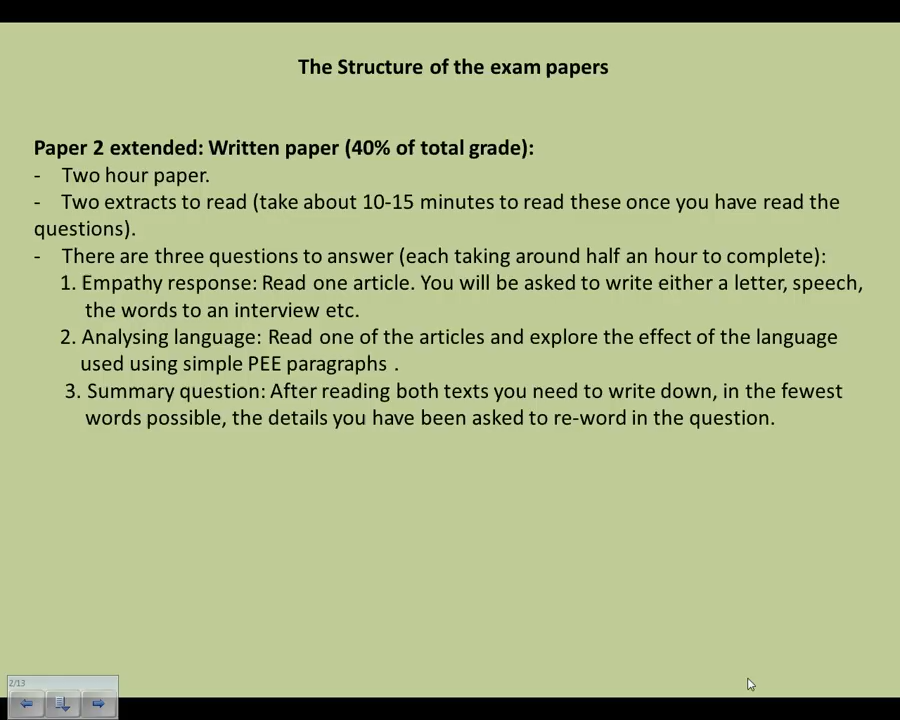 The Structure of the exam papers
Paper 2 extended: Written paper (40% of total grade):
- Two hour paper.
- Two extracts to read (take about 10-15 minutes to read these once you have read the
questions).
- There are three questions to answer (each taking around half an hour to complete):
1. Empathy response: Read one article. You will be asked to write either a letter, speech,
the words to an interview etc.
2. Analysing language: Read one of the articles and explore the effect of the language
used using simple PEE paragraphs .
3. Summary question: After reading both texts you need to write down, in the fewest
words possible, the details you have been asked to re-word in the question.
2/13